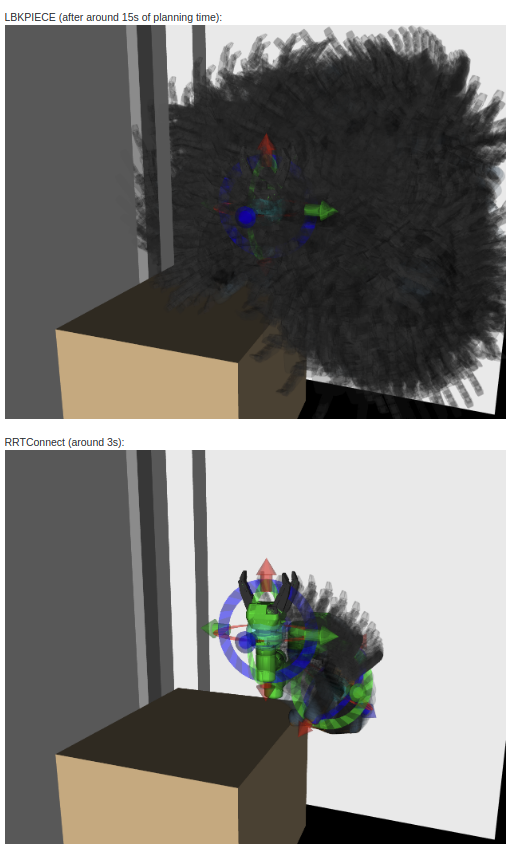 LBKPIECE (after around 15s of planning time):
RRTConnect (around 3s):